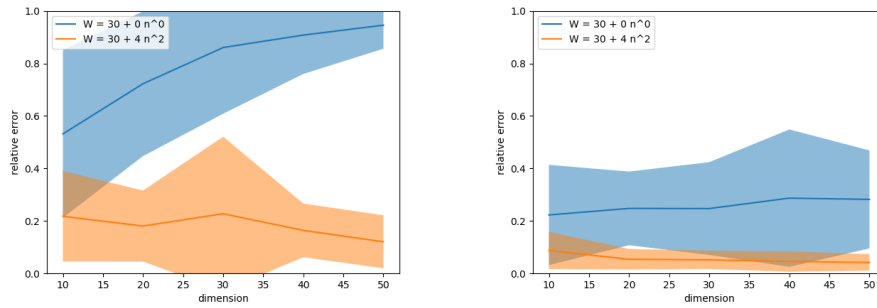 1.0
0.8
0.6
0.4
0.2
0.0
relative error
W = 30 + 0 n^0
W = 30 + 4 n^2
10 15 20 25 30 35 40 45 50
dimension
1.0
0.8
0.6
0.4
0.2
0.0
relative error
W = 30 + 0 n^0
W = 30 + 4 n^2
10 15 20 25 30 35 40 45 50
dimension